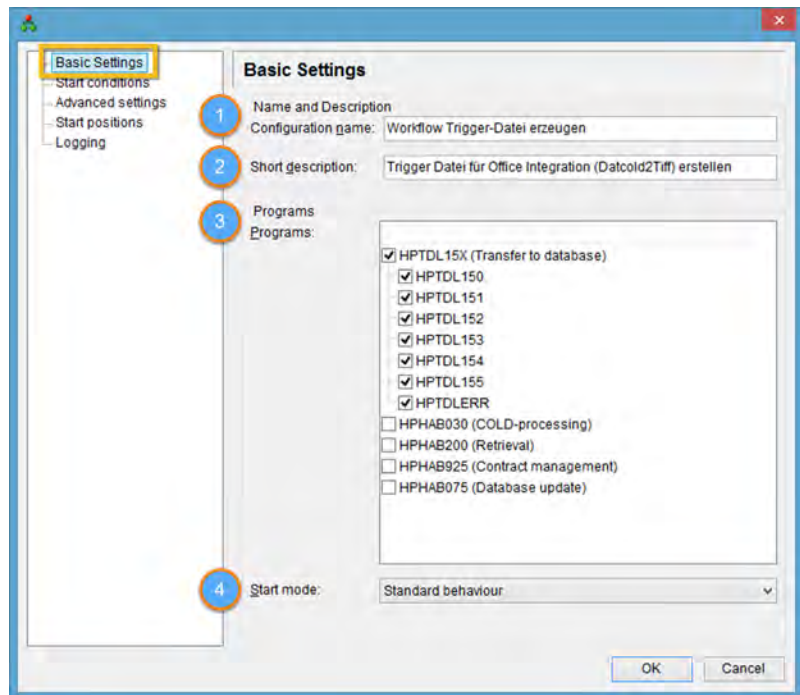 Basic Settings
Start conditions
Advanced settings
Start positions
Logging
Basic Settings
Name and Description
1
Configuration name: Workflow Trigger-Datei erzeugen
2
Short description: Trigger Datei für Office Integration (Datcold2Tiff) erstellen
3
Programs
Programs:
HPTDL15X (Transfer to database)
HPTDL150
HPTDL151
HPTDL152
HPTDL153
HPTDL154
HPTDL155
HPTDLERR
HPHAB030 (COLD-processing)
HPHAB200 (Retrieval)
HPHAB925 (Contract management)
HPHAB075 (Database update)
4
Start mode: Standard behaviour
OK Cancel